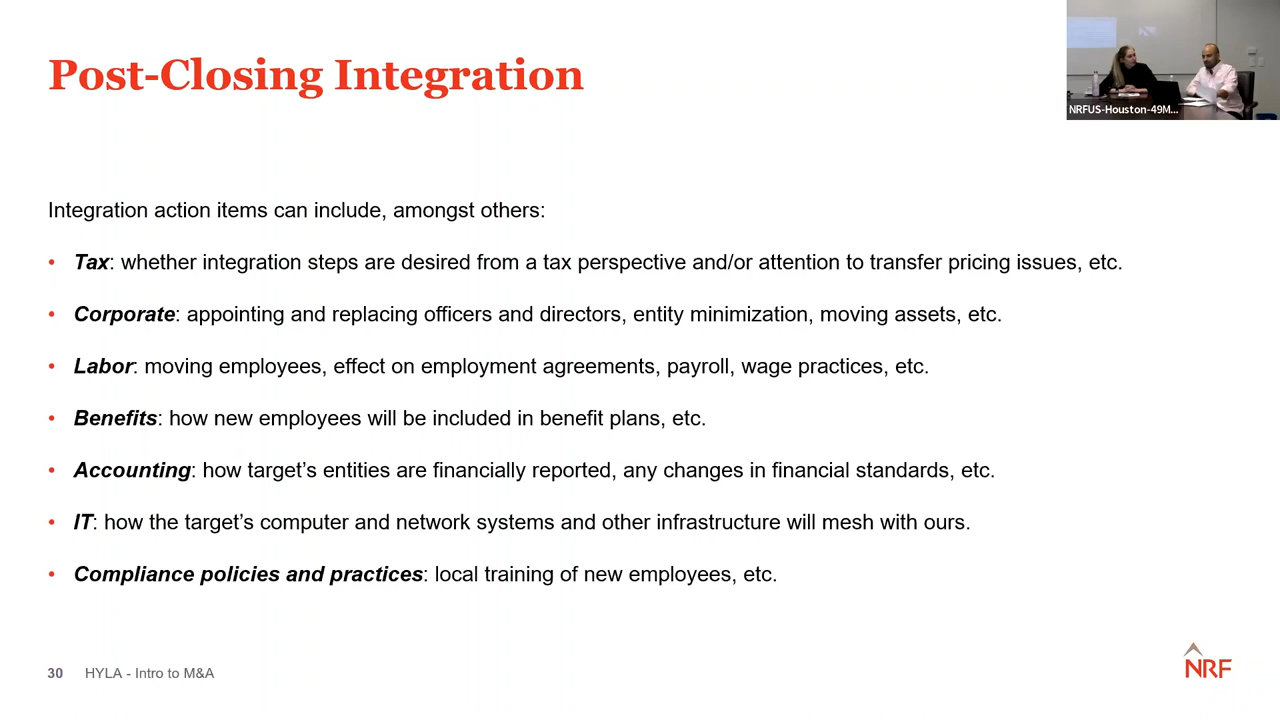 Post-Closing Integration
NRFUS-Houston-49M...
Integration action items can include, amongst others:
• Tax: whether integration steps are desired from a tax perspective and/or attention to transfer pricing issues, etc.
• Corporate: appointing and replacing officers and directors, entity minimization, moving assets, etc.
• Labor: moving employees, effect on employment agreements, payroll, wage practices, etc.
• Benefits: how new employees will be included in benefit plans, etc.
• Accounting: how target’s entities are financially reported, any changes in financial standards, etc.
• IT: how the target’s computer and network systems and other infrastructure will mesh with ours.
• Compliance policies and practices: local training of new employees, etc.
30 HYLA - Intro to M&A
NRF